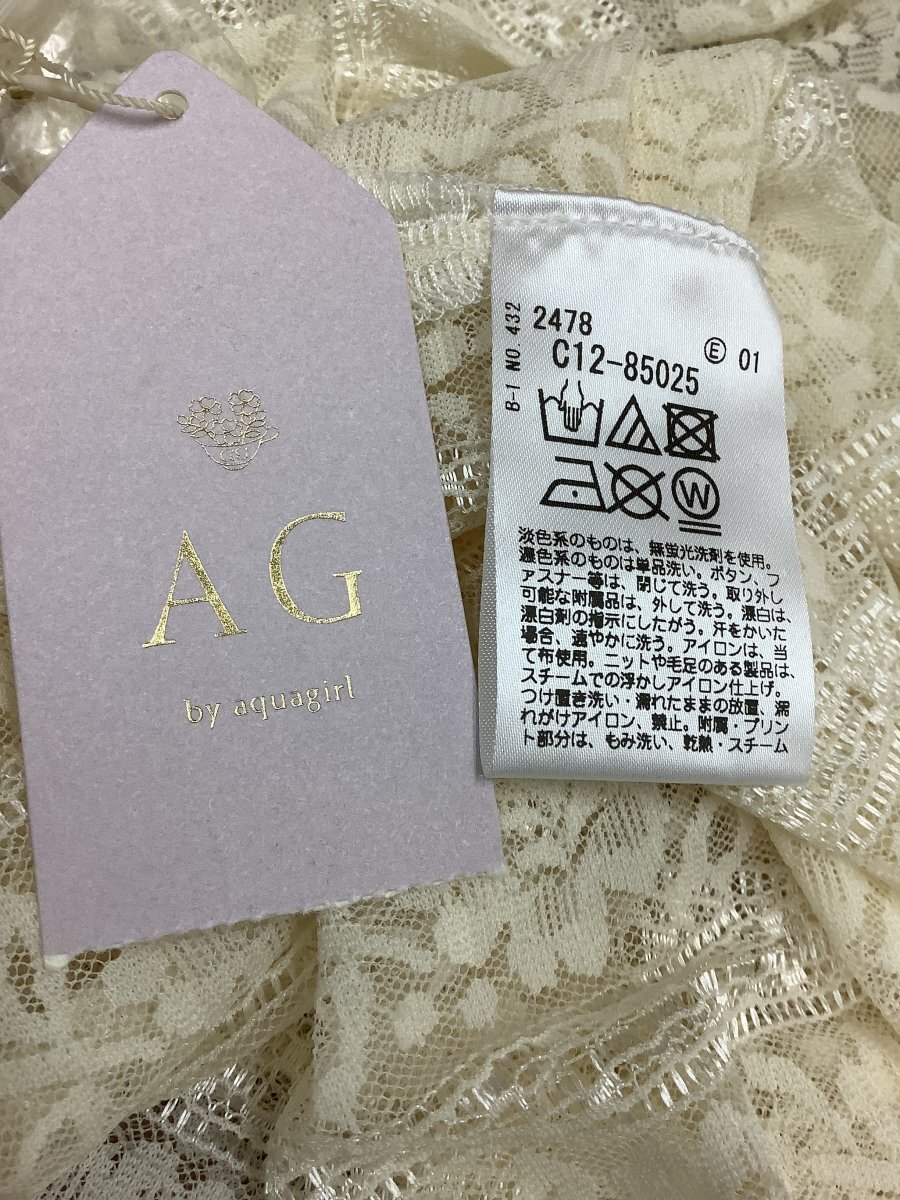 AG
by aquagirl
B-1 NO. 432
2478
E 01
C12-85025
W
淡色系のものは、無蛍光洗剤を使用。
濃色系のものは単品洗い。ボタン、フ
ァスナー等は、閉じて洗う。取り外し
可能な附属品は、外して洗う。漂白は、
漂白剤の指示にしたがう。汗をかいた
場合、速やかに洗う。アイロンは、当
て布使用。ニットや毛足のある製品は、
スチームでの浮かしアイロン仕上げ。
つけ置き洗い・濡れたままの放置、濡
れがけアイロン、禁止。附属・プリン
ト部分は、もみ洗い、乾熱・スチーム